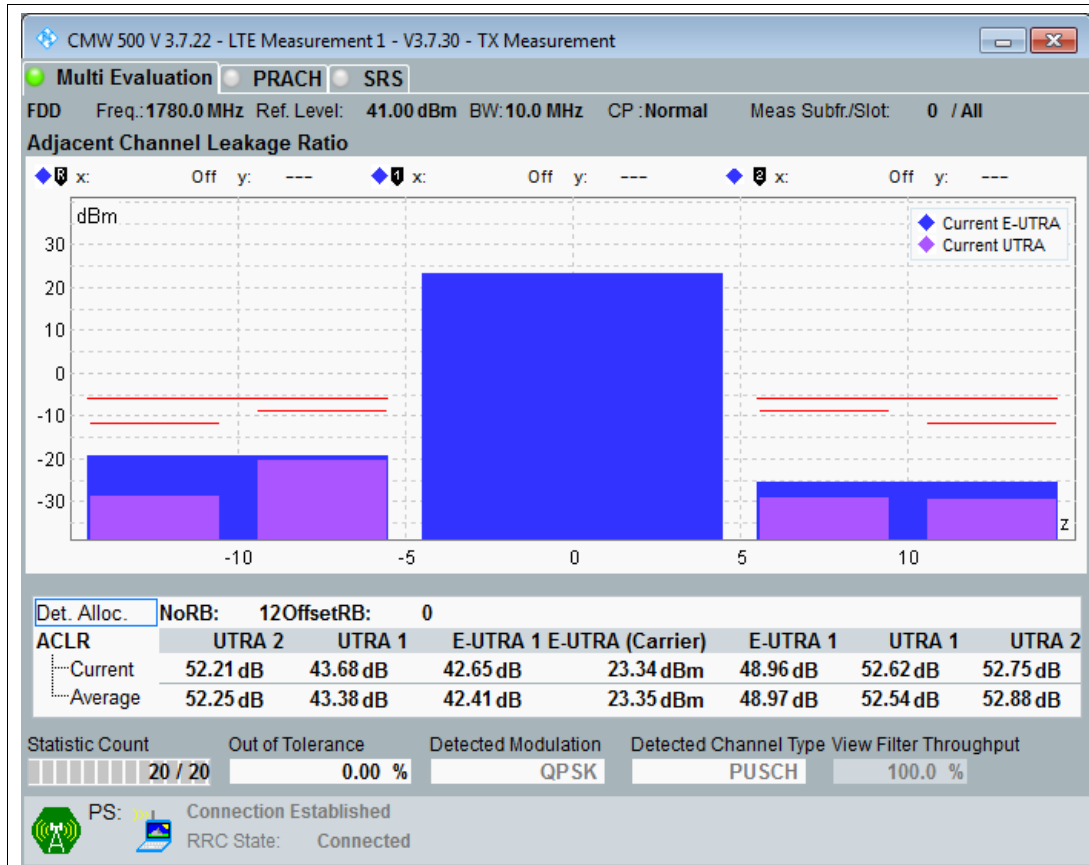 CMW 500 V 3.7.22 - LTE Measurement 1 - V3.7.30 - TX Measurement
Multi Evaluation PRACH SRS
FDD Freq.: 1780.0 MHz Ref. Level: 41.00 dBm BW: 10.0 MHz CP : Normal Meas Subfr./Slot: 0 / All
Adjacent Channel Leakage Ratio
R x: Off y: --- 1 x: Off y: --- 2 x: Off y: ---
dBm
Current E-UTRA
Current UTRA
30
20
10
0
-10
-20
-30
z
-10 -5 0 5 10
Det. Alloc. NoRB: 12 OffsetRB: 0
ACLR UTRA 2 UTRA 1 E-UTRA 1 E-UTRA (Carrier) E-UTRA 1 UTRA 1 UTRA 2
Current 52.21 dB 43.68 dB 42.65 dB 23.34 dBm 48.96 dB 52.62 dB 52.75 dB
Average 52.25 dB 43.38 dB 42.41 dB 23.35 dBm 48.97 dB 52.54 dB 52.88 dB
Statistic Count Out of Tolerance Detected Modulation Detected Channel Type View Filter Throughput
20 / 20 0.00 % QPSK PUSCH 100.0 %
PS: Connection Established
RRC State: Connected